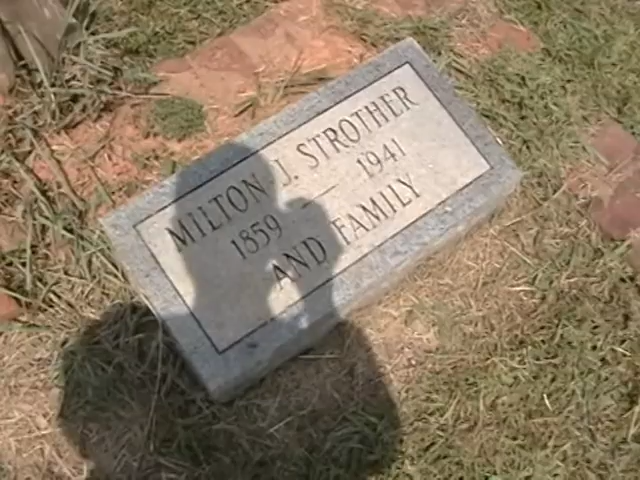 MILTON J. STROTHER
1859 — 1941
AND FAMILY